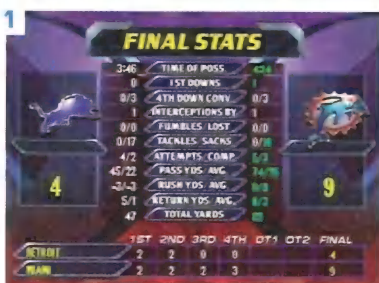 1
FINAL STATS
3:46 TIME OF POSS 4:24
0 1ST DOWNS
0/3 4TH DOWN CONV. 0/3
1 INTERCEPTIONS BY 1
0/0 FUMBLES LOST 0/0
0/17 TACKLES SACKS
4/2 ATTEMPTS COMP.
45/22 PASS YDS. AVG.
-3/-3 RUSH YDS. AVG.
5/1 RETURN YDS. AVG.
47 TOTAL YARDS
4
9
1ST 2ND 3RD 4TH OT1 OT2 FINAL
DETROIT 2 2 0 0 4
MIAMI 2 2 2 3 9